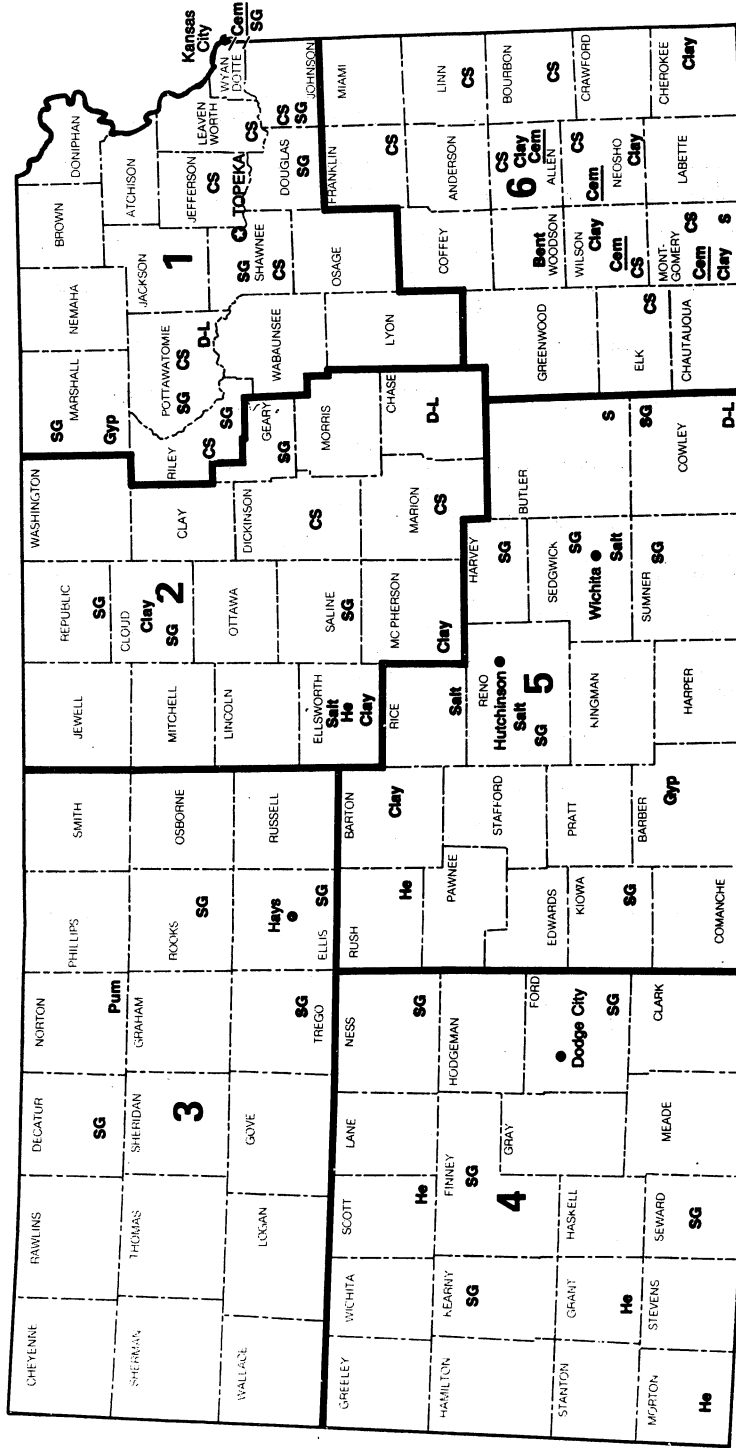 CHEYENNE
RAWLINS
DECATUR
SG
NORTON
Pum
PHILLIPS
SMITH
SHERMAN
THOMAS
SHERIDAN
3
GRAHAM
ROOKS
SG
OSBORNE
WALLACE
LOGAN
GOVE
TREGO
SG
ELLIS
SG
Hays
RUSSELL
JEWELL
REPUBLIC
SG
WASHINGTON
MITCHELL
CLOUD
Clay
SG
2
CLAY
LINCOLN
OTTAWA
DICKINSON
CS
ELLSWORTH
Salt
He
Clay
SALINE
SG
MC PHERSON
Clay
MARION
CS
GEARY
SG
MORRIS
CHASE
D-L
MARSHALL
SG
Gyp
NEMAHA
BROWN
DONIPHAN
RILEY
CS
SG
POTTAWATOMIE
SG
CS
D-L
JACKSON
1
ATCHISON
JEFFERSON
CS
LEAVEN
WORTH
CS
WYAN
DOTTE
Kansas
City
Cem
SG
WABAUNSEE
SHAWNEE
SG
CS
TOPEKA
DOUGLAS
SG
JOHNSON
CS
SG
OSAGE
LYON
GREELEY
WICHITA
SCOTT
He
LANE
NESS
SG
HAMILTON
KEARNY
SG
FINNEY
SG
4
GRAY
HODGEMAN
FORD
Dodge City
SG
STANTON
GRANT
He
HASKELL
MORTON
He
STEVENS
SEWARD
SG
MEADE
CLARK
RUSH
He
BARTON
Clay
RICE
Salt
PAWNEE
STAFFORD
RENO
Hutchinson
Salt
SG
5
HARVEY
SG
BUTLER
S
EDWARDS
KIOWA
SG
PRATT
KINGMAN
SEDGWICK
SG
Wichita
Salt
COMANCHE
BARBER
Gyp
HARPER
SUMNER
SG
COWLEY
SG
D-L
FRANKLIN
CS
MIAMI
COFFEY
ANDERSON
LINN
CS
GREENWOOD
WOODSON
Bent
6
ALLEN
CS
Clay
Cem
BOURBON
CS
ELK
CS
WILSON
Clay
Cem
CS
NEOSHO
CS
Cem
Clay
CRAWFORD
CHAUTAUQUA
MONT-
GOMERY
CS
Cem
Clay
S
LABETTE
CHEROKEE
Clay